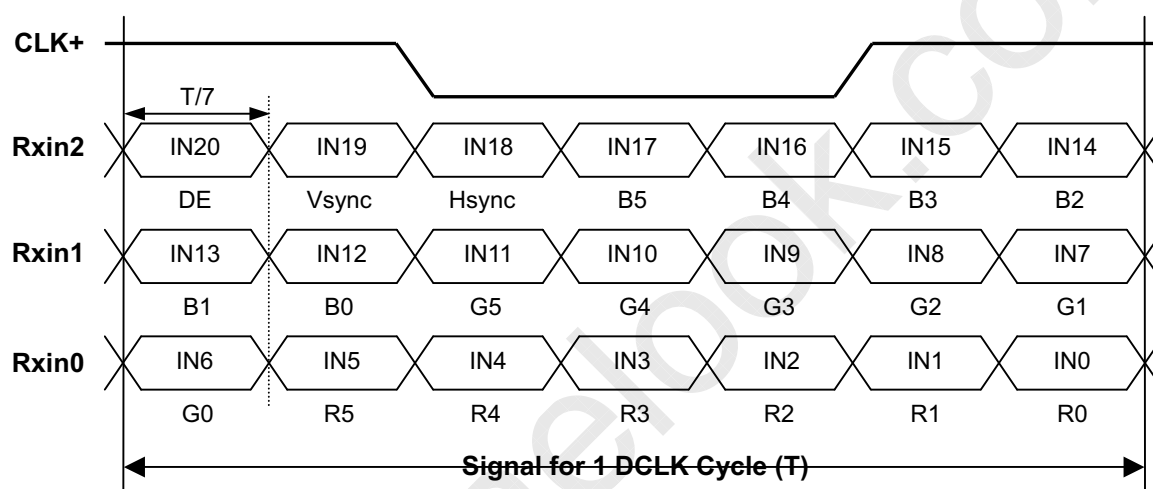 CLK+
T/7
Rxin2 IN20 IN19 IN18 IN17 IN16 IN15 IN14
DE Vsync Hsync B5 B4 B3 B2
Rxin1 IN13 IN12 IN11 IN10 IN9 IN8 IN7
B1 B0 G5 G4 G3 G2 G1
Rxin0 IN6 IN5 IN4 IN3 IN2 IN1 IN0
G0 R5 R4 R3 R2 R1 R0
Signal for 1 DCLK Cycle (T)
elook.co